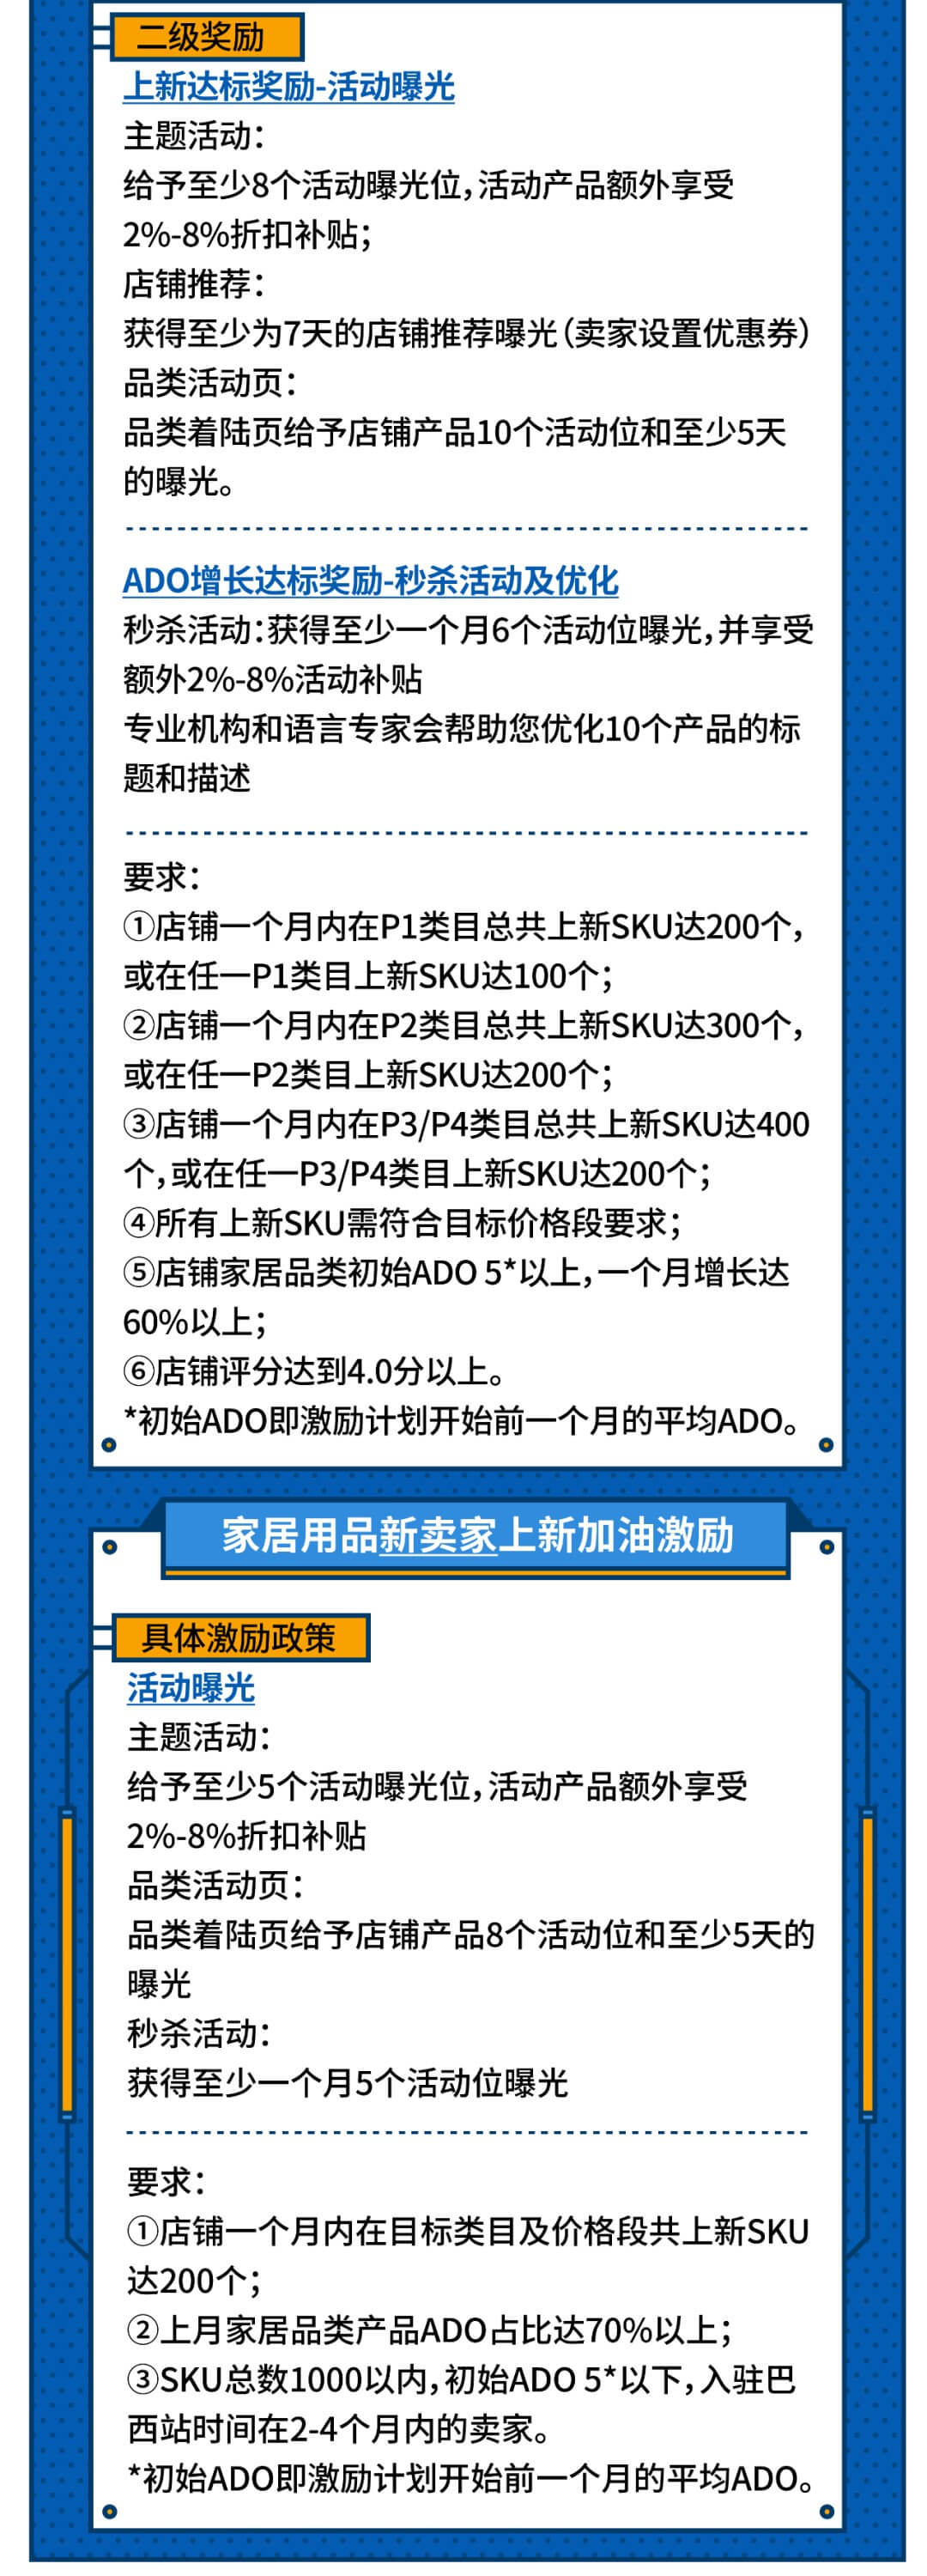 二级奖励
上新达标奖励-活动曝光
主题活动：
给予至少8个活动曝光位，活动产品额外享受
2%-8%折扣补贴；
店铺推荐：
获得至少为7天的店铺推荐曝光（卖家设置优惠券）
品类活动页：
品类着陆页给予店铺产品10个活动位和至少5天
的曝光。
ADO增长达标奖励-秒杀活动及优化
秒杀活动：获得至少一个月6个活动位曝光，并享受
额外2%-8%活动补贴
专业机构和语言专家会帮助您优化10个产品的标
题和描述
要求：
①店铺一个月内在P1类目总共上新SKU达200个，
或在任一P1类目上新SKU达100个；
②店铺一个月内在P2类目总共上新SKU达300个，
或在任一P2类目上新SKU达200个；
③店铺一个月内在P3/P4类目总共上新SKU达400
个，或在任一P3/P4类目上新SKU达200个；
④所有上新SKU需符合目标价格段要求；
⑤店铺家居品类初始ADO 5*以上，一个月增长达
60%以上；
⑥店铺评分达到4.0分以上。
*初始ADO即激励计划开始前一个月的平均ADO。
家居用品新卖家上新加油激励
具体激励政策
活动曝光
主题活动：
给予至少5个活动曝光位，活动产品额外享受
2%-8%折扣补贴
品类活动页：
品类着陆页给予店铺产品8个活动位和至少5天的
曝光
秒杀活动：
获得至少一个月5个活动位曝光
要求：
①店铺一个月内在目标类目及价格段共上新SKU
达200个；
②上月家居品类产品ADO占比达70%以上；
③SKU总数1000以内，初始ADO 5*以下，入驻巴
西站时间在2-4个月内的卖家。
*初始ADO即激励计划开始前一个月的平均ADO。